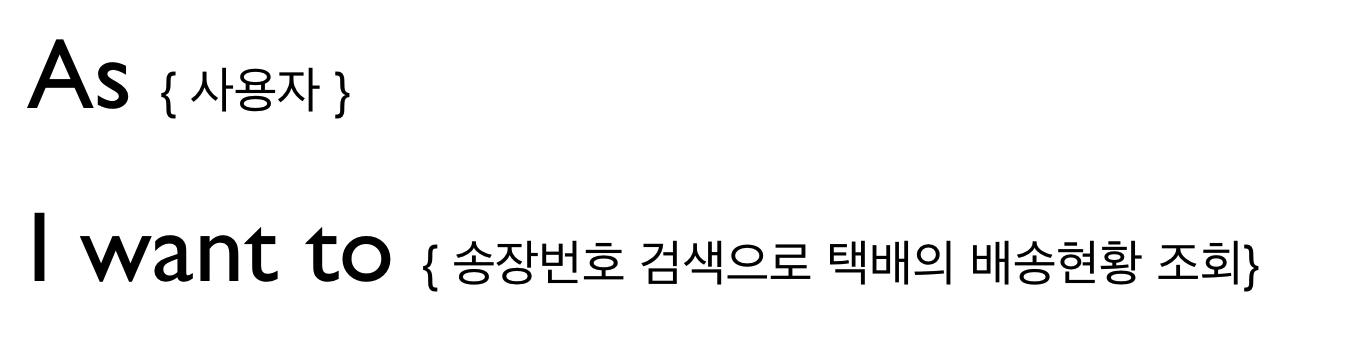 As { 사용자 }
I want to { 송장번호 검색으로 택배의 배송현황 조회}